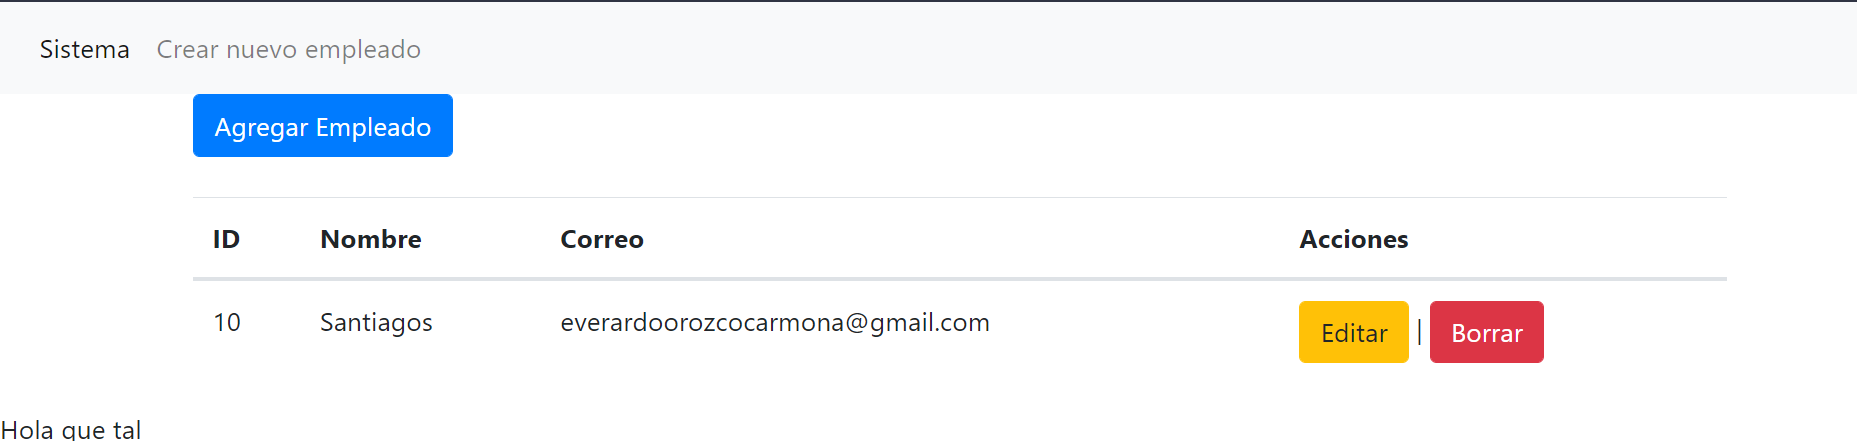 Sistema Crear nuevo empleado
Agregar Empleado
ID Nombre Correo Acciones
10 Santiagos everardoorozcocarmona@gmail.com Editar | Borrar
Hola que tal